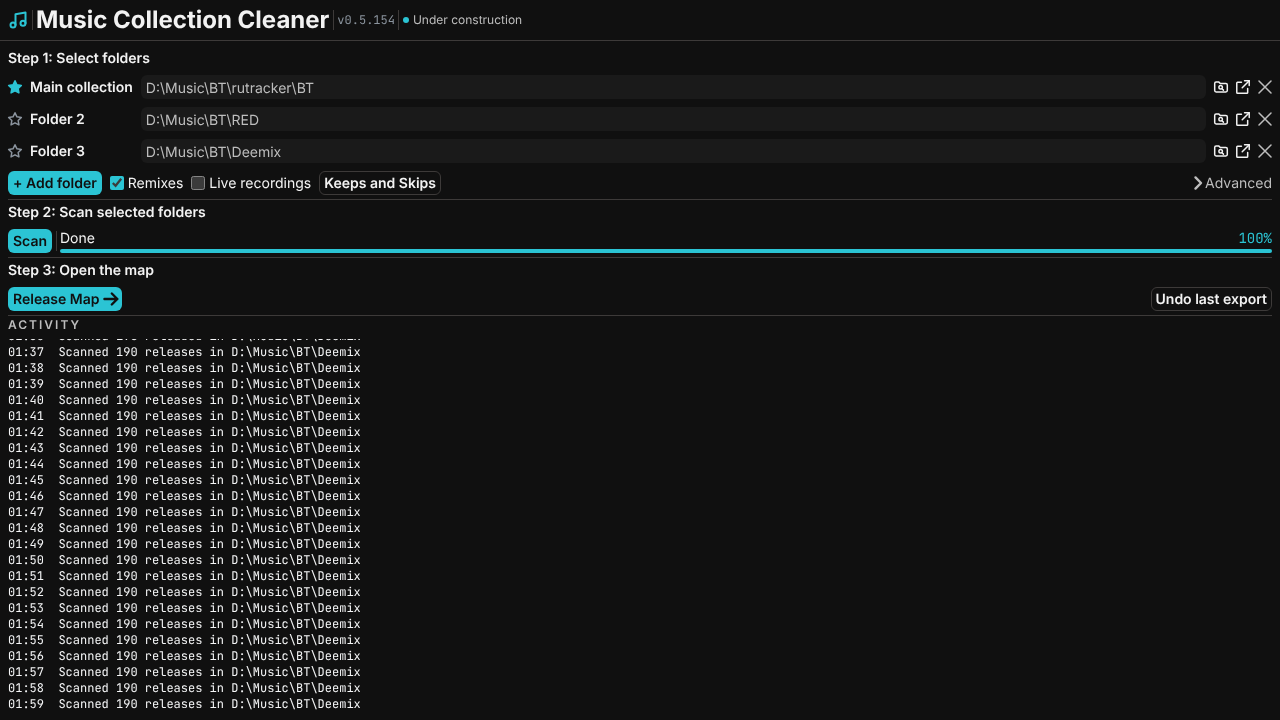 Music Collection Cleaner v0.5.154 Under construction
Step 1: Select folders
Main collection D:\Music\BT\rutracker\BT
Folder 2 D:\Music\BT\RED
Folder 3 D:\Music\BT\Deemix
+ Add folder Remixes Live recordings Keeps and Skips Advanced
Step 2: Scan selected folders
Scan Done 100%
Step 3: Open the map
Release Map Undo last export
ACTIVITY
01:37 Scanned 190 releases in D:\Music\BT\Deemix
01:38 Scanned 190 releases in D:\Music\BT\Deemix
01:39 Scanned 190 releases in D:\Music\BT\Deemix
01:40 Scanned 190 releases in D:\Music\BT\Deemix
01:41 Scanned 190 releases in D:\Music\BT\Deemix
01:42 Scanned 190 releases in D:\Music\BT\Deemix
01:43 Scanned 190 releases in D:\Music\BT\Deemix
01:44 Scanned 190 releases in D:\Music\BT\Deemix
01:45 Scanned 190 releases in D:\Music\BT\Deemix
01:46 Scanned 190 releases in D:\Music\BT\Deemix
01:47 Scanned 190 releases in D:\Music\BT\Deemix
01:48 Scanned 190 releases in D:\Music\BT\Deemix
01:49 Scanned 190 releases in D:\Music\BT\Deemix
01:50 Scanned 190 releases in D:\Music\BT\Deemix
01:51 Scanned 190 releases in D:\Music\BT\Deemix
01:52 Scanned 190 releases in D:\Music\BT\Deemix
01:53 Scanned 190 releases in D:\Music\BT\Deemix
01:54 Scanned 190 releases in D:\Music\BT\Deemix
01:55 Scanned 190 releases in D:\Music\BT\Deemix
01:56 Scanned 190 releases in D:\Music\BT\Deemix
01:57 Scanned 190 releases in D:\Music\BT\Deemix
01:58 Scanned 190 releases in D:\Music\BT\Deemix
01:59 Scanned 190 releases in D:\Music\BT\Deemix